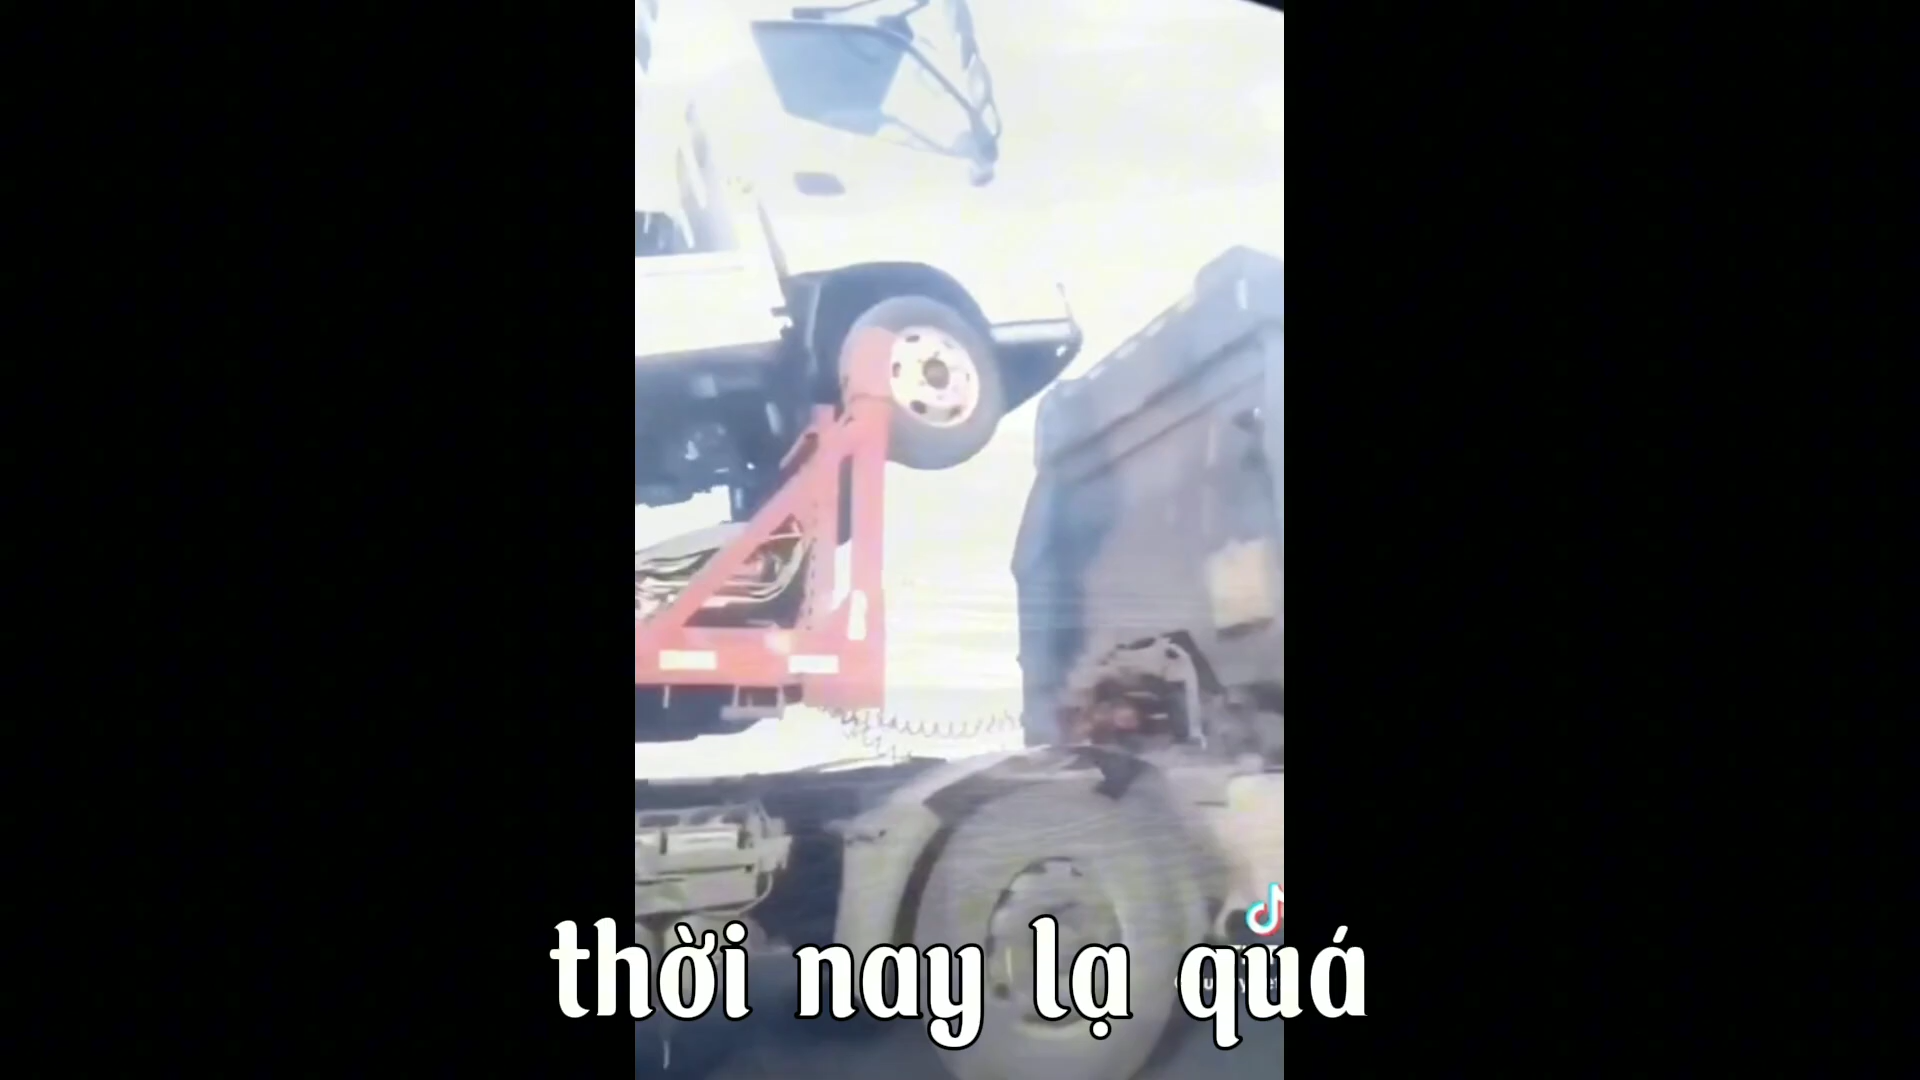 thời nay lạ quá